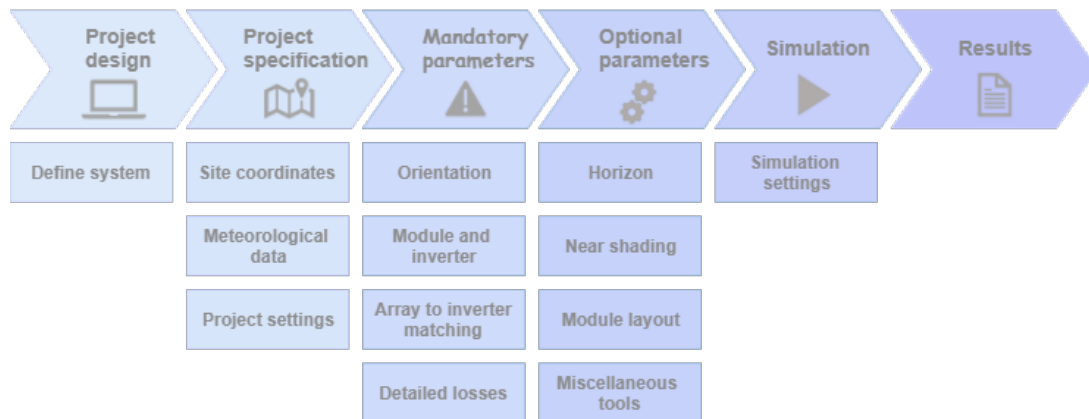 Project
design
Project
specification
Mandatory
parameters
Optional
parameters
Simulation
Results
Define system
Site coordinates
Orientation
Horizon
Simulation
settings
Meteorological
data
Module and
inverter
Near shading
Project settings
Array to inverter
matching
Module layout
Detailed losses
Miscellaneous
tools